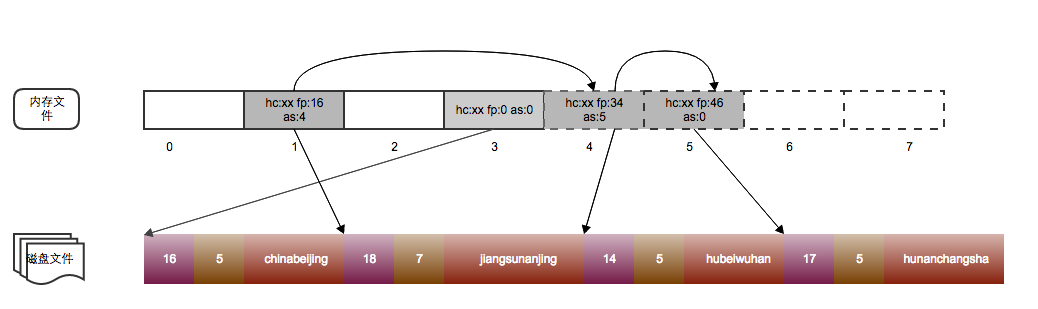 内存文
件
hc:xx fp:16
as:4
hc:xx fp:0 as:0
hc:xx fp:34
as:5
hc:xx fp:46
as:0
0
1
2
3
4
5
6
7
磁盘文件
16
5
chinabeijing
18
7
jiangsunanjing
14
5
hubeiwuhan
17
5
hunanchangsha